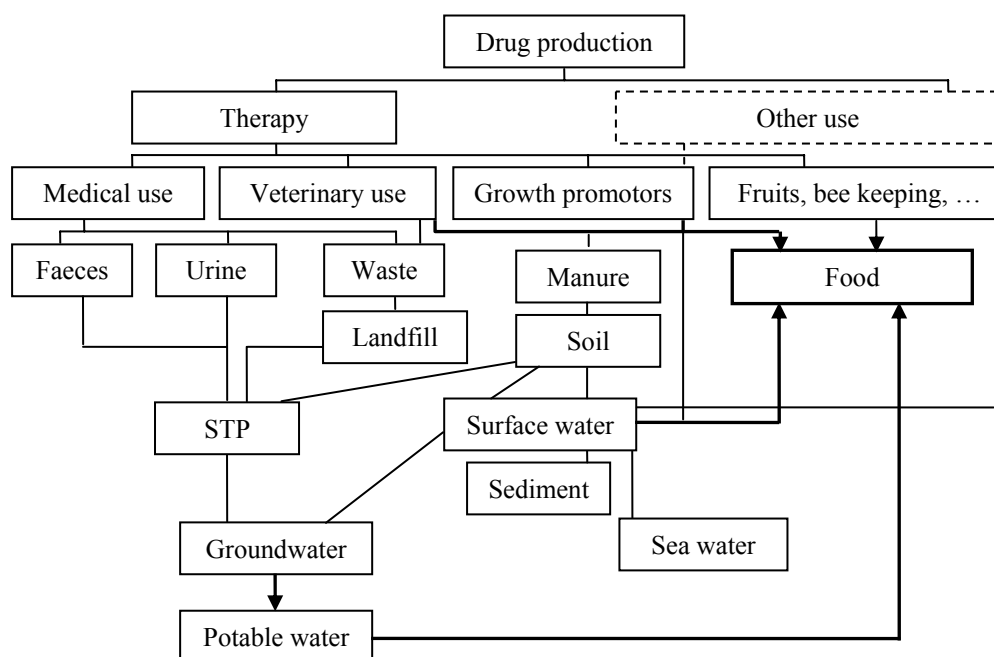 Drug production
Therapy
Other use
Medical use
Veterinary use
Growth promotors
Fruits, bee keeping, …
Faeces
Urine
Waste
Manure
Food
Landfill
Soil
STP
Surface water
Sediment
Groundwater
Sea water
Potable water